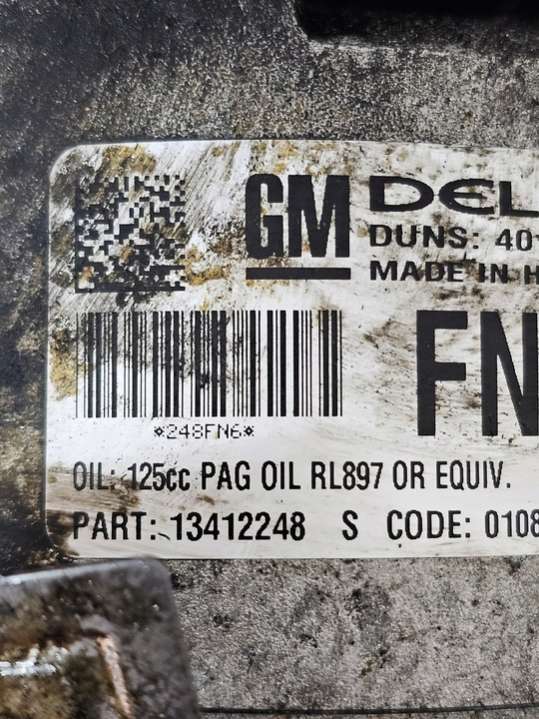 GM DEL
DUNS: 40
MADE IN H
FN
*248FN6*
OIL: 125cc PAG OIL RL897 OR EQUIV.
PART: 13412248 S CODE: 0108